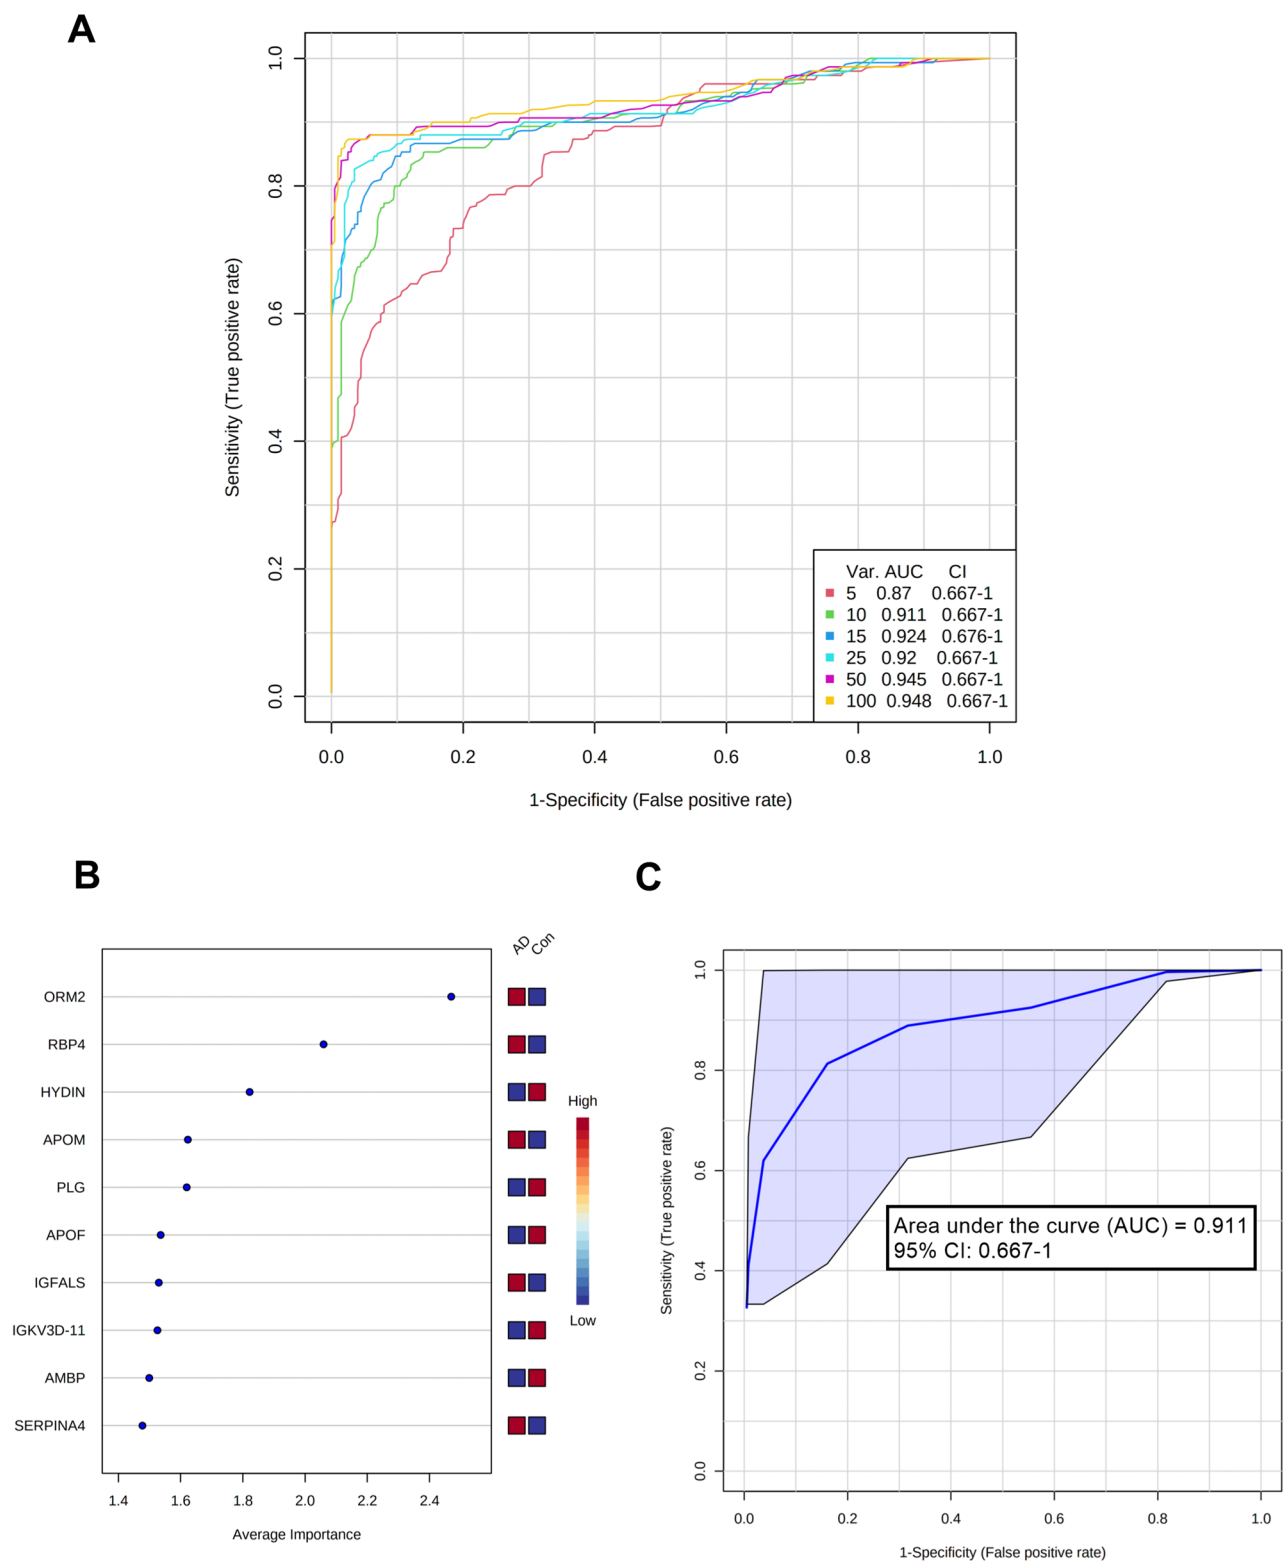 A
Sensitivity (True positive rate)
1.0
0.8
0.6
0.4
0.2
0.0
Var. AUC CI
5 0.87 0.667-1
10 0.911 0.667-1
15 0.924 0.676-1
25 0.92 0.667-1
50 0.945 0.667-1
100 0.948 0.667-1
0.0 0.2 0.4 0.6 0.8 1.0
1-Specificity (False positive rate)
B
AD Con
ORM2
RBP4
HYDIN
APOM
PLG
APOF
IGFALS
IGKV3D-11
AMBP
SERPINA4
High
Low
1.4 1.6 1.8 2.0 2.2 2.4
Average Importance
C
Sensitivity (True positive rate)
1.0
0.8
0.6
0.4
0.2
0.0
Area under the curve (AUC) = 0.911
95% CI: 0.667-1
0.0 0.2 0.4 0.6 0.8 1.0
1-Specificity (False positive rate)